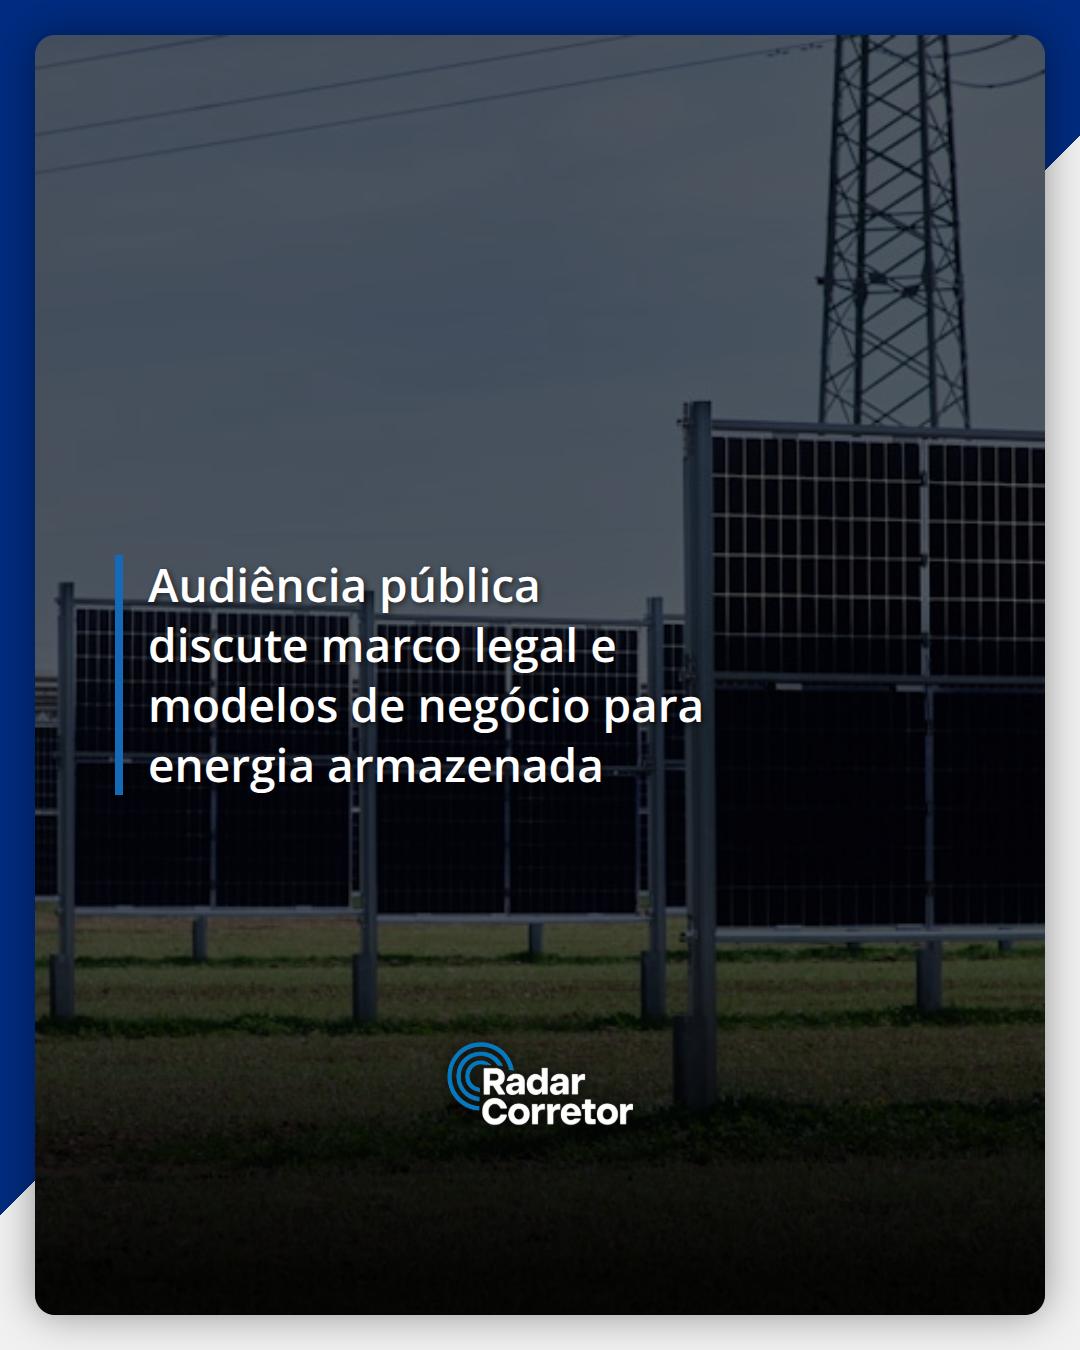 Audiência pública
discute marco legal e
modelos de negócio para
energia armazenada
Radar
Corretor